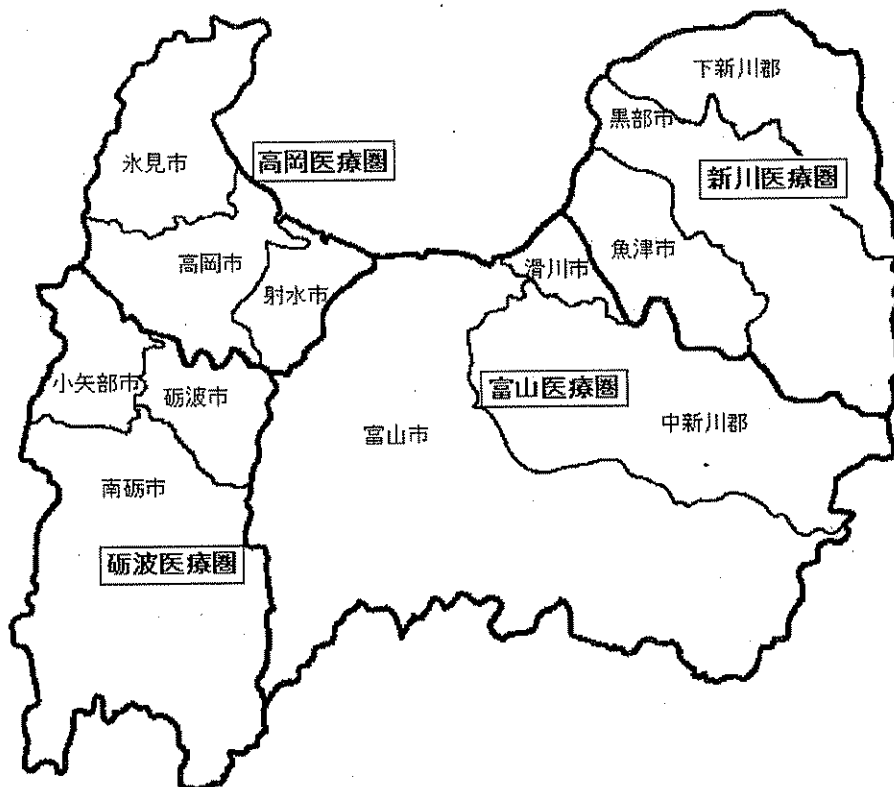 下新川郡
黒部市
氷見市
高岡医療圏
新川医療圏
高岡市
射水市
滑川市
魚津市
小矢部市
砺波市
富山医療圏
富山市
中新川郡
南砺市
砺波医療圏